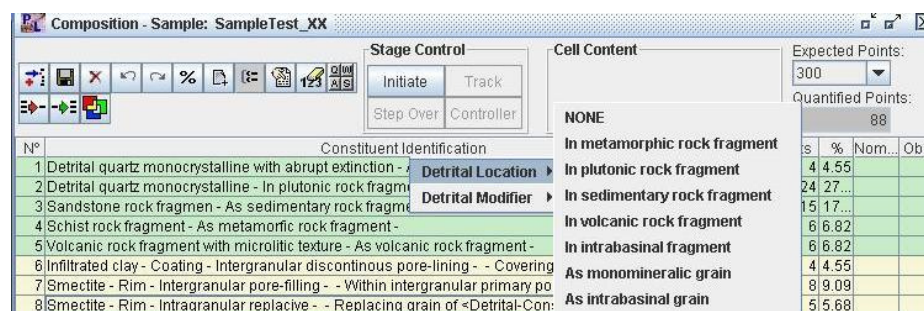 Composition - Sample: SampleTest_XX
Stage Control
Cell Content
Expected Points:
Initiate
Track
300
Quantified Points:
Step Over
Controller
88
NONE
In metamorphic rock fragment
In plutonic rock fragment
In sedimentary rock fragment
In volcanic rock fragment
In intrabasinal fragment
As monomineralic grain
As intrabasinal grain
Detrital Location
Detrital Modifier
Nº Constituent Identification % Nom... Ob
1 Detrital quartz monocrystalline with abrupt extinction - 4 4.55
2 Detrital quartz monocrystalline - In plutonic rock 24 27...
3 Sandstone rock fragmen - As sedimentary rock 15 17...
4 Schist rock fragment - As metamorfic rock fragment - 6 6.82
5 Volcanic rock fragment with microlitic texture - As volcanic rock fragment - 6 6.82
6 Infiltrated clay - Coating - Intergranular discontinous pore-lining - - Covering 4 4.55
7 Smectite - Rim - Intergranular pore-filling - - Within intergranular primary 8 9.09
8 Smectite - Rim - Intragranular replacive - - Replacing grain of 5 5.68